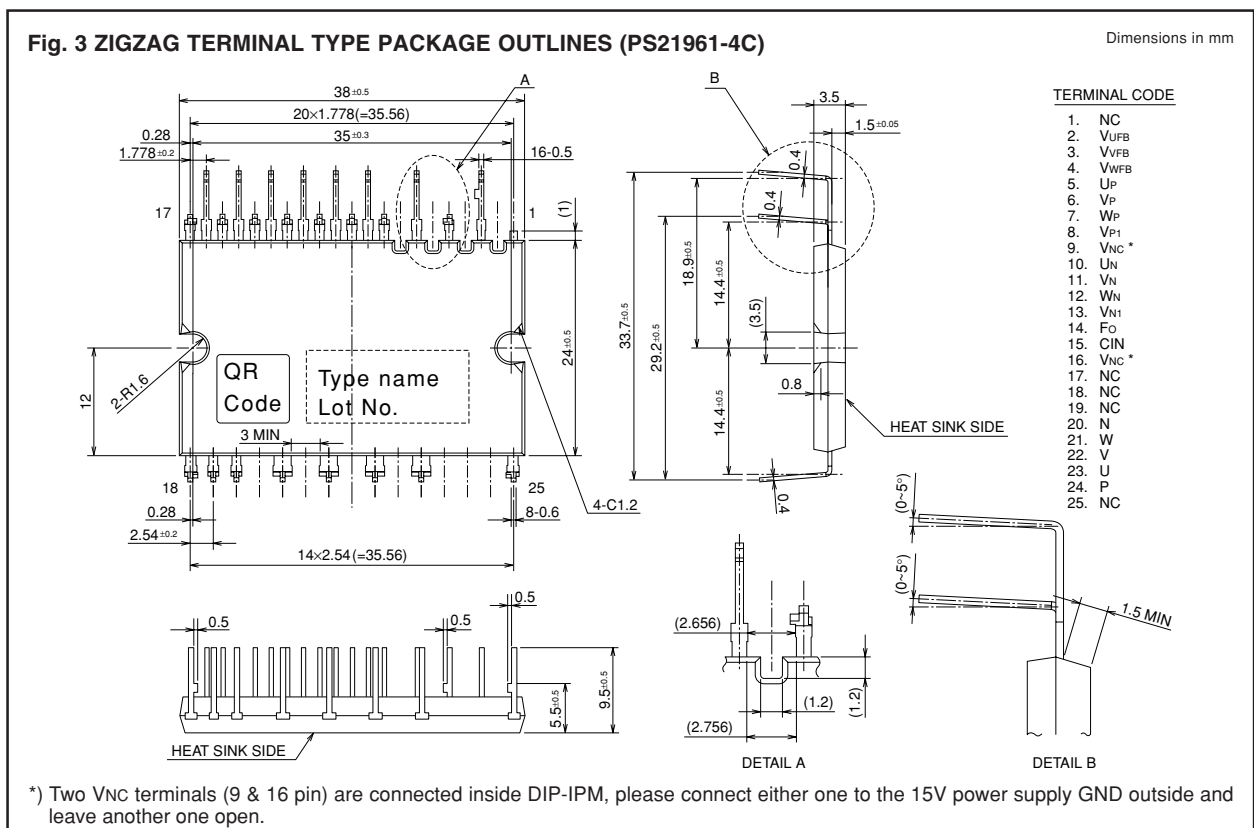 Fig. 3 ZIGZAG TERMINAL TYPE PACKAGE OUTLINES (PS21961-4C)
Dimensions in mm
A
38±0.5
20×1.778(=35.56)
0.28
35±0.3
1.778±0.2
16-0.5
17
1
(1)
2-R1.6
12
24±0.5
QR
Code
Type name
Lot No.
3 MIN
18
25
0.28
8-0.6
4-C1.2
2.54±0.2
14×2.54(=35.56)
B
3.5
1.5±0.05
0.4
0.4
33.7±0.5
29.2±0.5
18.9±0.5
14.4±0.5
(3.5)
0.8
14.4±0.5
HEAT SINK SIDE
0.4
TERMINAL CODE
1. NC
2. VUFB
3. VVFB
4. VWFB
5. UP
6. VP
7. WP
8. VP1
9. VNC *
10. UN
11. VN
12. WN
13. VN1
14. FO
15. CIN
16. VNC *
17. NC
18. NC
19. NC
20. N
21. W
22. V
23. U
24. P
25. NC
0.5
0.5
0.5
5.5±0.5
9.5±0.5
HEAT SINK SIDE
(2.656)
(1.2)
(1.2)
(2.756)
DETAIL A
(0~5°)
(0~5°)
1.5 MIN
DETAIL B
*) Two VNC terminals (9 & 16 pin) are connected inside DIP-IPM, please connect either one to the 15V power supply GND outside and
leave another one open.